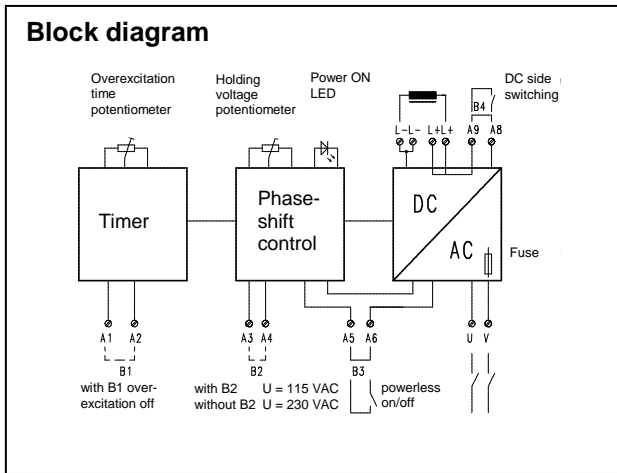 Block diagram
Overexcitation
time
potentiometer
Holding
voltage
potentiometer
Power ON
LED
DC side
switching
B4
L- L- L+ L+ A9 A8
Timer
Phase-
shift
control
DC
AC
Fuse
A1 A2 A3 A4 A5 A6 U V
B1 B2 B3
with B1 over-
excitation off
with B2 U = 115 VAC
without B2 U = 230 VAC
powerless
on/off